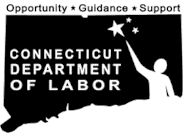 Opportunity ★ Guidance ★ Support
CONNECTICUT
DEPARTMENT
OF LABOR